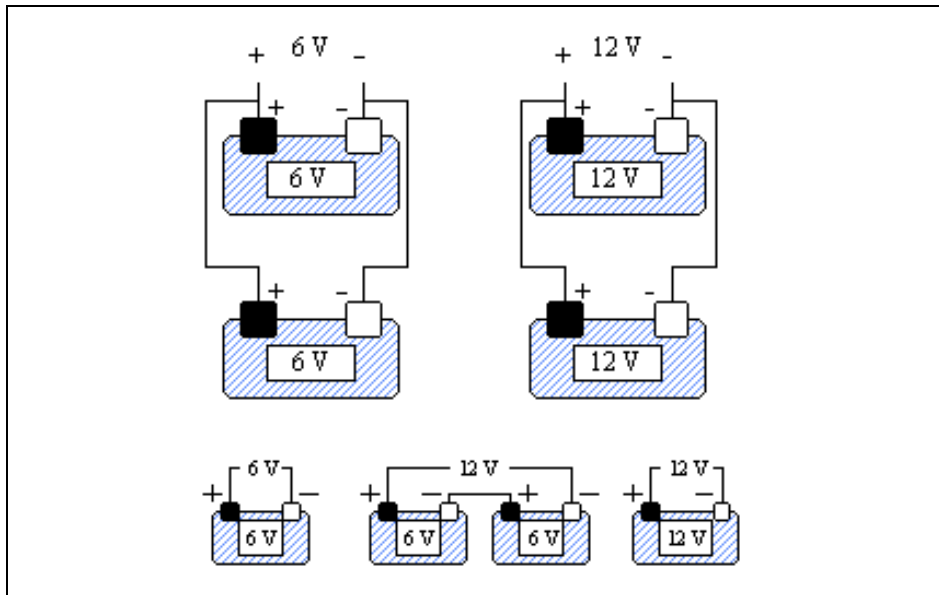 + 6 V - + 12 V -
+ - + -
6 V 12 V
+ - + -
6 V 12 V
6 V 12 V 12 V
+ - + - + - + -
6 V 6 V 6 V 12 V